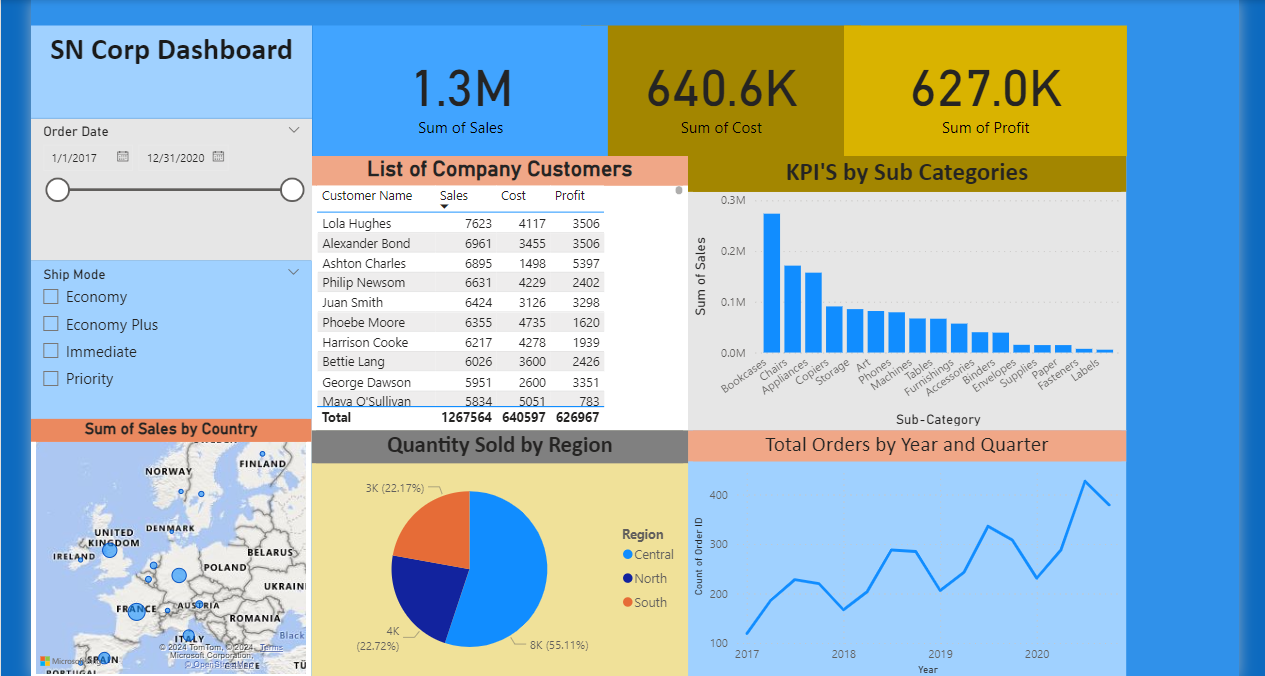 SN Corp Dashboard
1.3M
Sum of Sales
640.6K
Sum of Cost
627.0K
Sum of Profit
Order Date
1/1/2017
12/31/2020
Ship Mode
Economy
Economy Plus
Immediate
Priority
List of Company Customers
Customer Name Sales Cost Profit
Lola Hughes 7623 4117 3506
Alexander Bond 6961 3455 3506
Ashton Charles 6895 1498 5397
Philip Newsom 6631 4229 2402
Juan Smith 6424 3126 3298
Phoebe Moore 6355 4735 1620
Harrison Cooke 6217 4278 1939
Bettie Lang 6026 3600 2426
George Dawson 5951 2600 3351
Maya O'Sullivan 5834 5051 783
Total 1267564 640597 626967
KPI'S by Sub Categories
Sum of Sales
0.3M
0.2M
0.1M
0.0M
Bookcases
Chairs
Appliances
Copiers
Storage
Art
Phones
Machines
Tables
Furnishings
Accessories
Binders
Envelopes
Supplies
Paper
Fasteners
Labels
Sub-Category
Sum of Sales by Country
NORWAY
FINLAND
UNITED
KINGDOM
DENMARK
IRELAND
BELARUS
POLAND
UKRAIN
FRANCE
AUSTRIA
ROMANIA
ITALY
Black
SPAIN
PORTUGAL
GREECE
TÜ
© 2024 TomTom, © 2024 Terms
Microsoft Corporation,
© OpenStreetMap
Microsoft
Quantity Sold by Region
3K (22.17%)
4K
(22.72%)
8K (55.11%)
Region
Central
North
South
Total Orders by Year and Quarter
Count of Order ID
400
300
200
100
2017
2018
2019
2020
Year